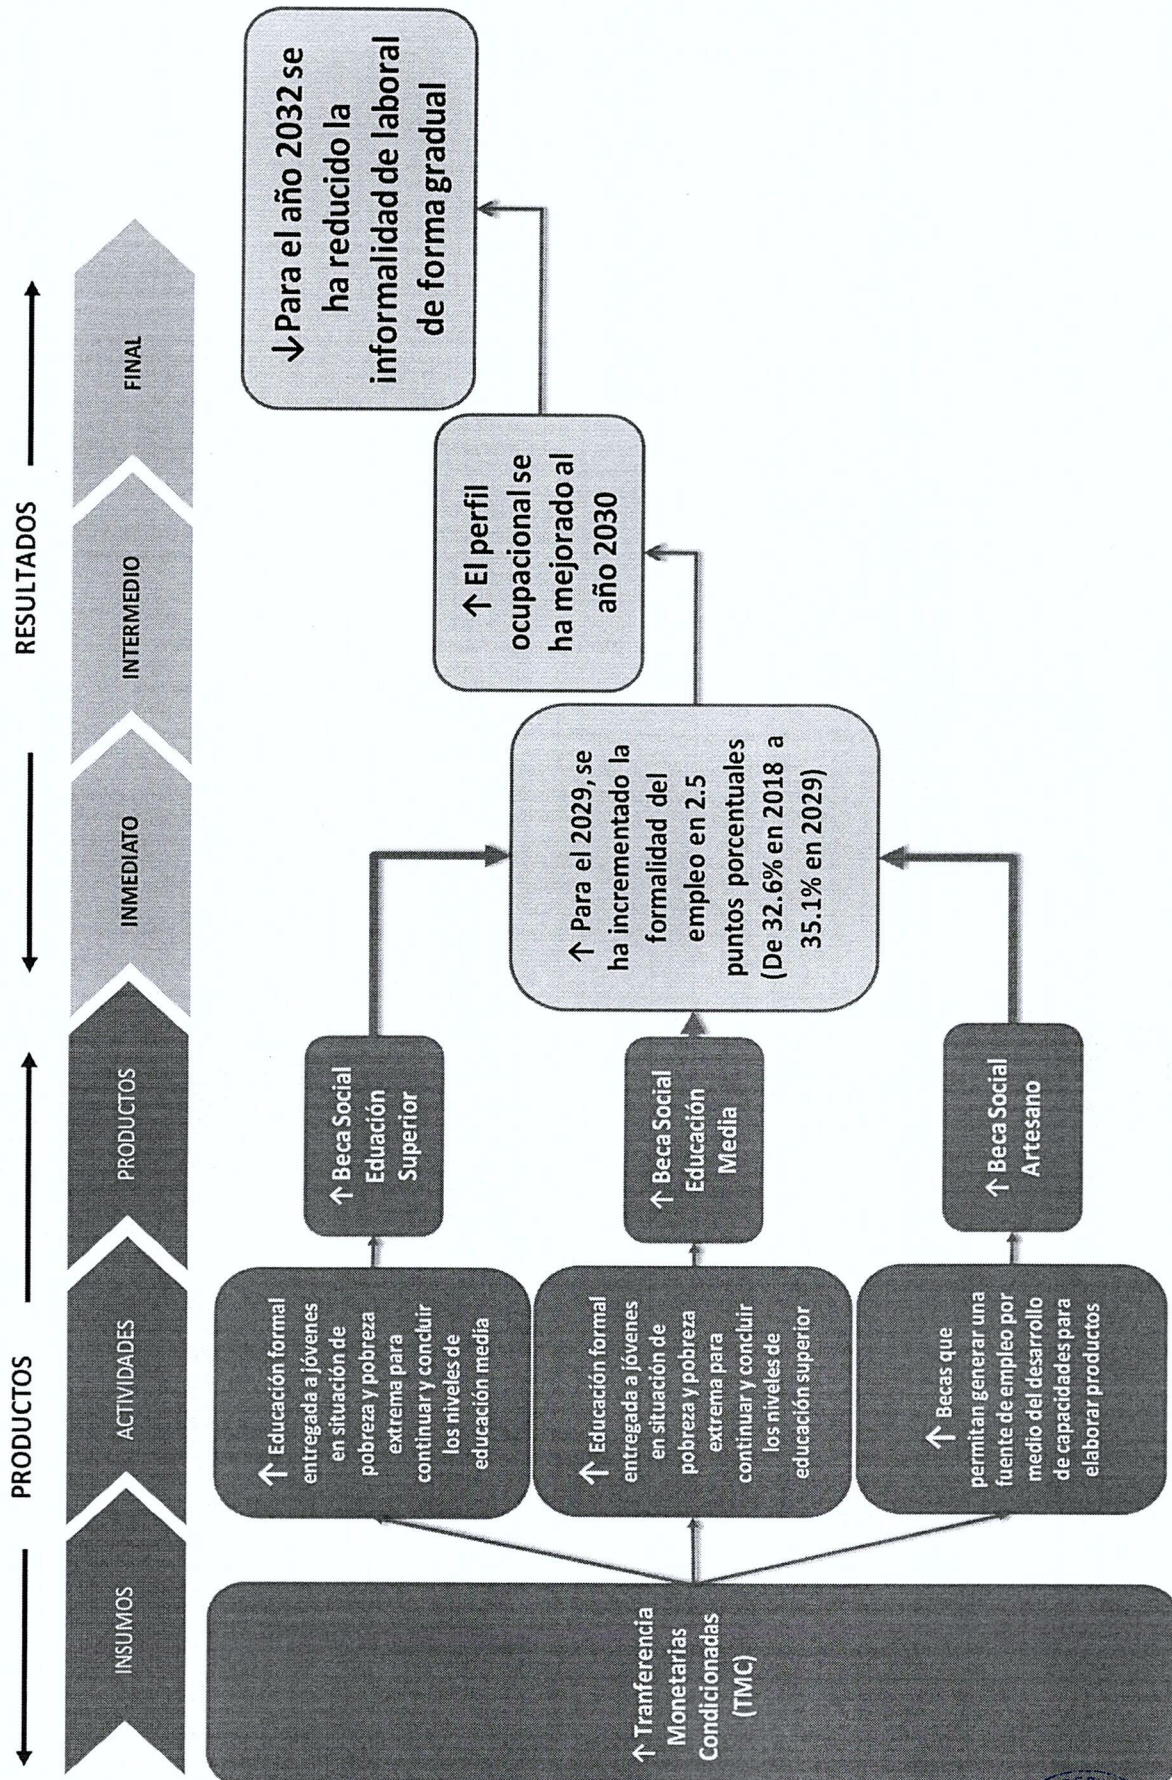 PRODUCTOS
RESULTADOS
INSUMOS
ACTIVIDADES
PRODUCTOS
INMEDIATO
INTERMEDIO
FINAL
↑ Tranferencia
Monetarias
Condicionadas
(TMC)
↑ Educación formal
entregada a jóvenes
en situación de
pobreza y pobreza
extrema para
continuar y concluir
los niveles de
educación media
↑ Educación formal
entregada a jóvenes
en situación de
pobreza y pobreza
extrema para
continuar y concluir
los niveles de
educación superior
↑ Becas que
permitan generar una
fuente de empleo por
medio del desarrollo
de capacidades para
elaborar productos
↑ Beca Social
Eduación
Superior
↑ Beca Social
Educación
Media
↑ Beca Social
Artesano
↑ Para el 2029, se
ha incrementado la
formalidad del
empleo en 2.5
puntos porcentuales
(De 32.6% en 2018 a
35.1% en 2029)
↑ El perfil
ocupacional se
ha mejorado al
año 2030
↓Para el año 2032 se
ha reducido la
informalidad de laboral
de forma gradual